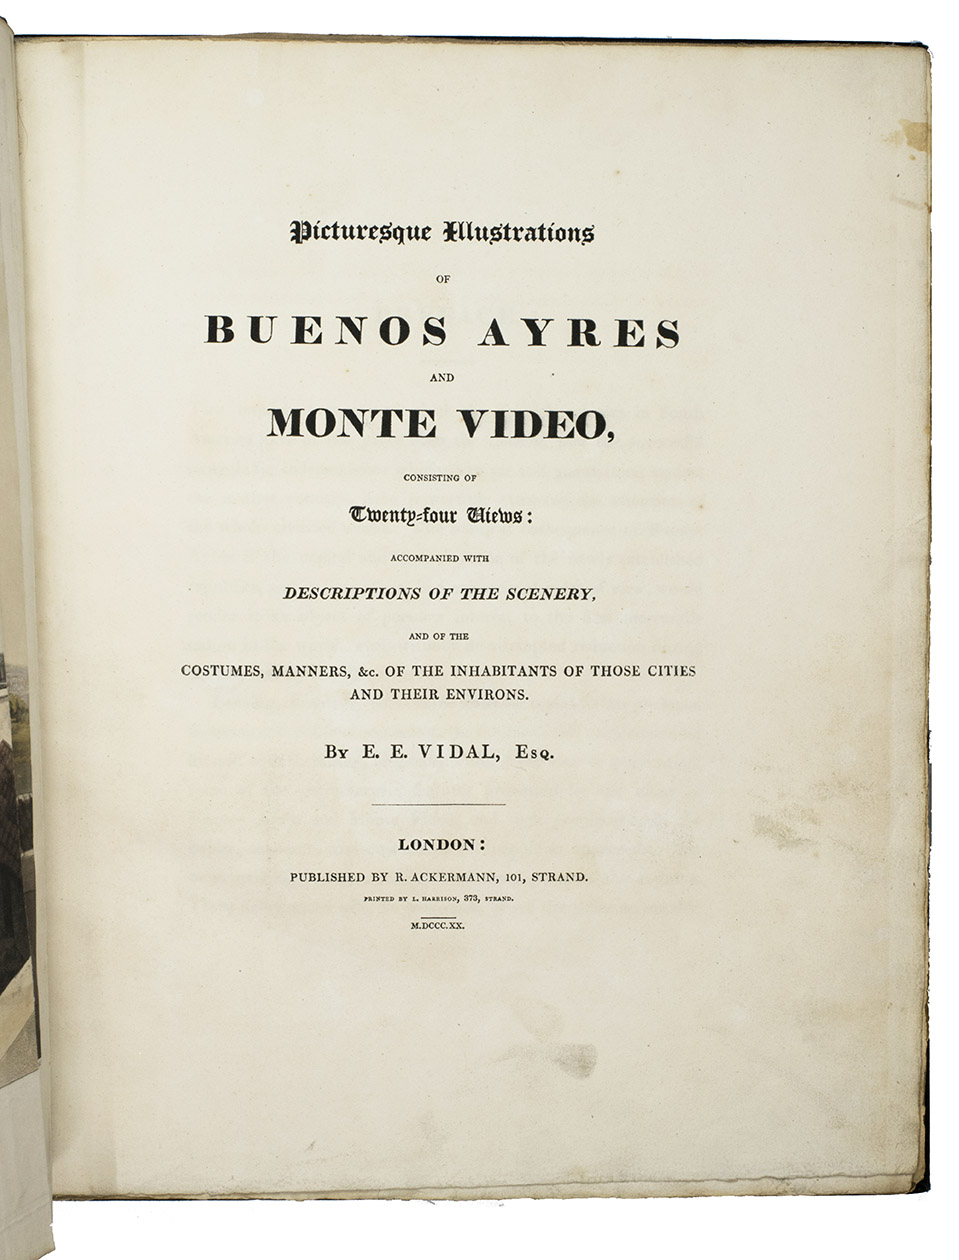 Picturesque Illustrations
OF
BUENOS AYRES
AND
MONTE VIDEO,
CONSISTING OF
Twenty-four Views:
ACCOMPANIED WITH
DESCRIPTIONS OF THE SCENERY,
AND OF THE
COSTUMES, MANNERS, &c. OF THE INHABITANTS OF THOSE CITIES
AND THEIR ENVIRONS.
BY E. E. VIDAL, ESQ.
LONDON:
PUBLISHED BY R. ACKERMANN, 101, STRAND.
PRINTED BY L. HARRISON, 373, STRAND.
M.DCCC.XX.